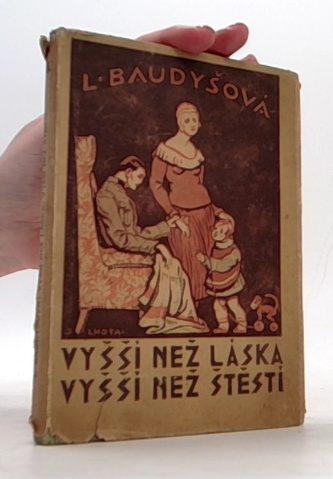 L·BAUDYŠOVÁ
LHOTA·
VYŠŠÍ NEŽ LÁSKA
VYŠŠÍ NEŽ ŠTĚSTÍ